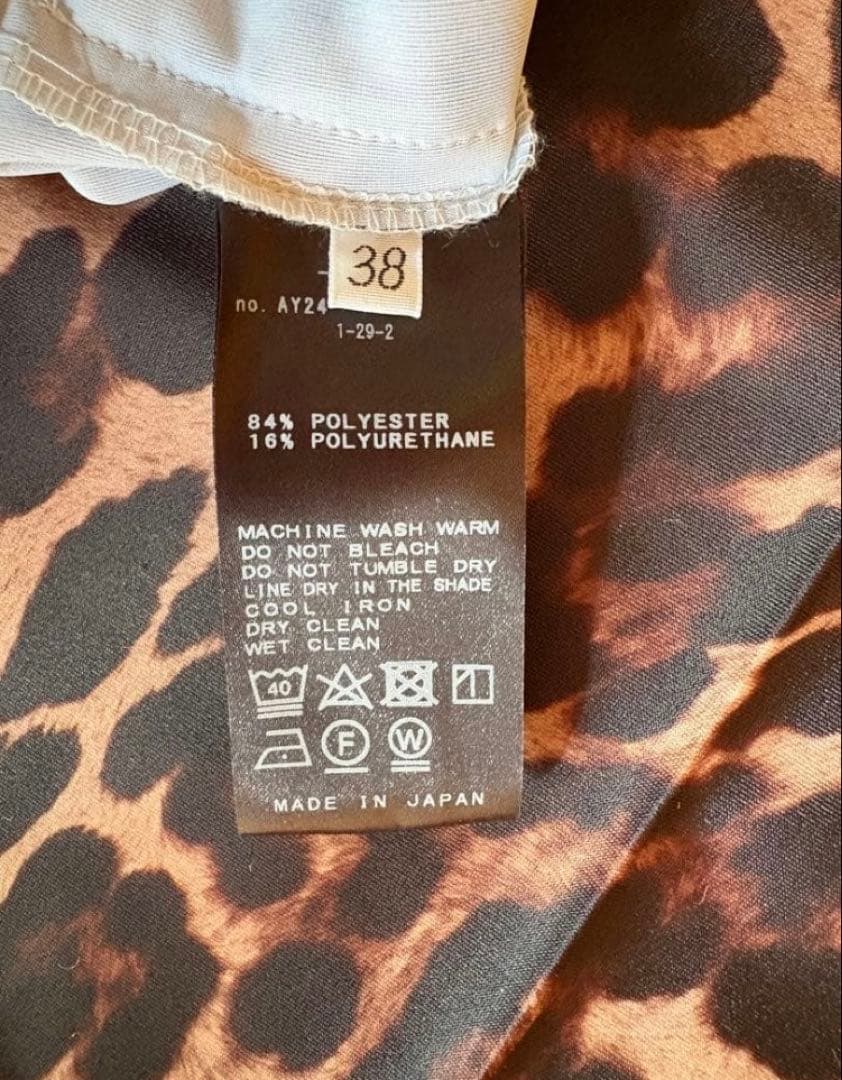 38
no. AY24
1-29-2
84% POLYESTER
16% POLYURETHANE
MACHINE WASH WARM
DO NOT BLEACH
DO NOT TUMBLE DRY
LINE DRY IN THE SHADE
COOL IRON
DRY CLEAN
WET CLEAN
40
F W
MADE IN JAPAN